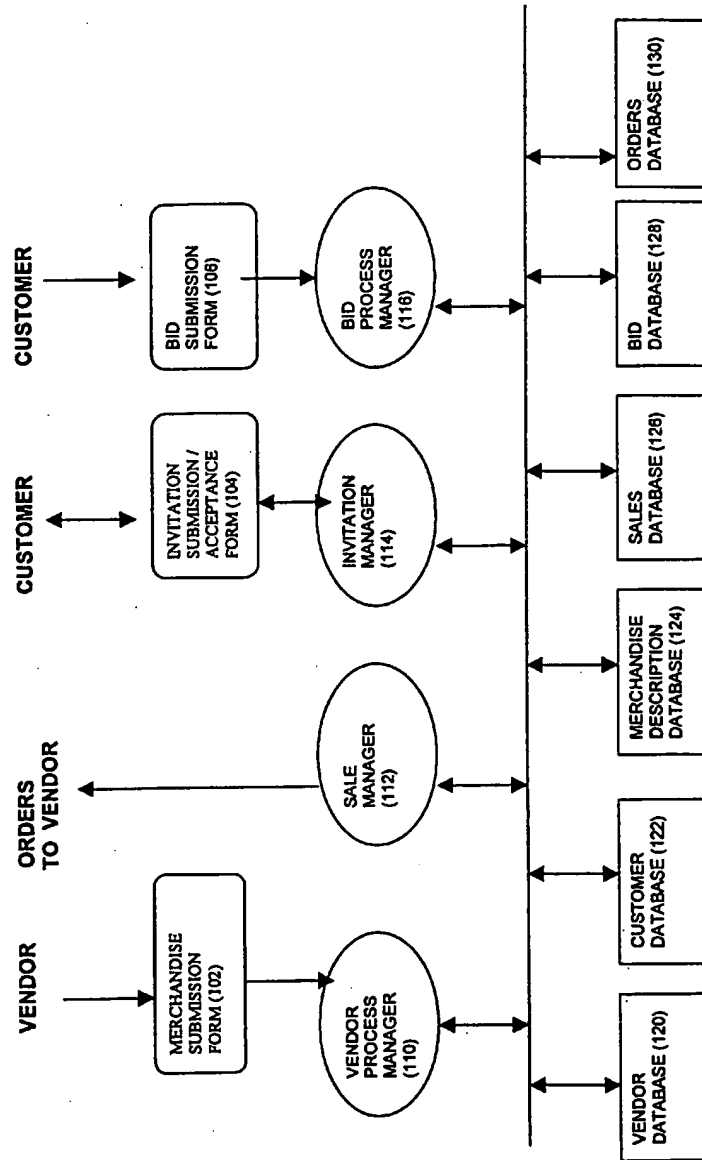 VENDOR
ORDERS
TO VENDOR
CUSTOMER
CUSTOMER
MERCHANDISE
SUBMISSION
FORM (102)
INVITATION
SUBMISSION /
ACCEPTANCE
FORM (104)
BID
SUBMISSION
FORM (106)
VENDOR
PROCESS
MANAGER
(110)
SALE
MANAGER
(112)
INVITATION
MANAGER
(114)
BID
PROCESS
MANAGER
(116)
VENDOR
DATABASE (120)
CUSTOMER
DATABASE (122)
MERCHANDISE
DESCRIPTION
DATABASE (124)
SALES
DATABASE (126)
BID
DATABASE (128)
ORDERS
DATABASE (130)